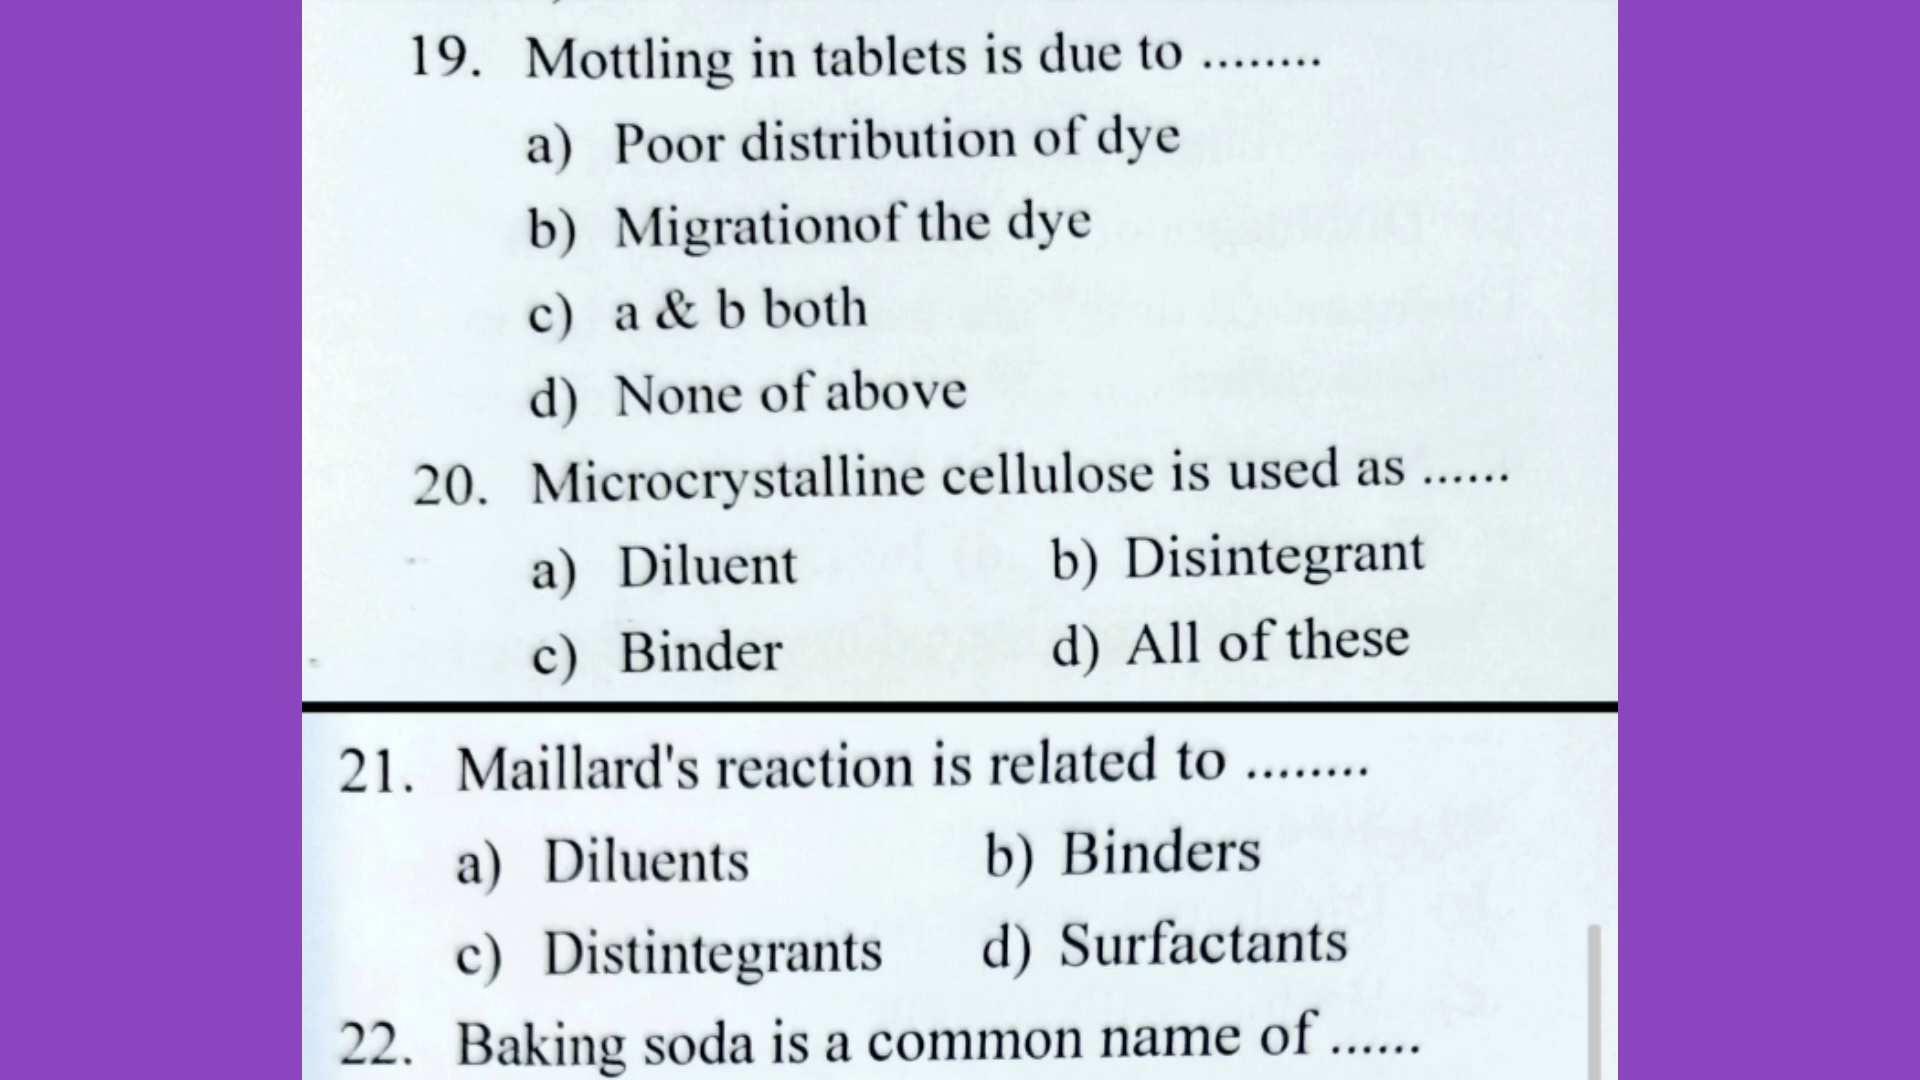 19. Mottling in tablets is due to ........
a) Poor distribution of dye
b) Migrationof the dye
c) a & b both
d) None of above
20. Microcrystalline cellulose is used as ......
a) Diluent b) Disintegrant
c) Binder d) All of these
21. Maillard's reaction is related to ........
a) Diluents b) Binders
c) Distintegrants d) Surfactants
22. Baking soda is a common name of ......